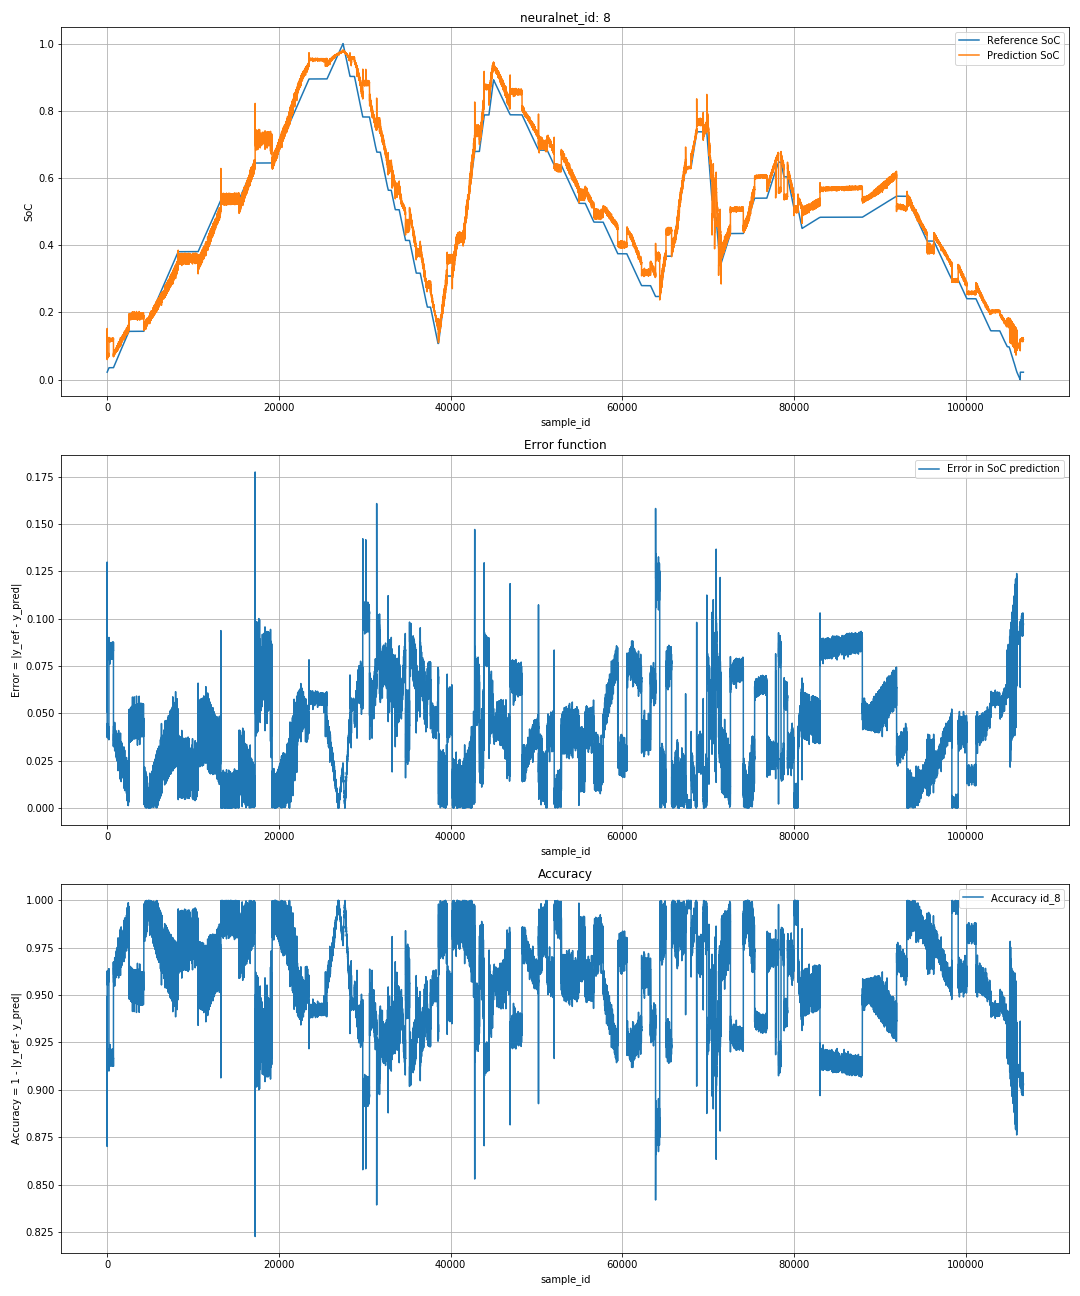 neuralnet_id: 8
Reference SoC
Prediction SoC
1.0
0.8
0.6
0.4
0.2
0.0
SoC
0 20000 40000 60000 80000 100000
sample_id
Error function
Error in SoC prediction
0.175
0.150
0.125
0.100
0.075
0.050
0.025
0.000
Error = |y_ref - y_pred|
0 20000 40000 60000 80000 100000
sample_id
Accuracy
Accuracy id_8
1.000
0.975
0.950
0.925
0.900
0.875
0.850
0.825
Accuracy = 1 - |y_ref - y_pred|
0 20000 40000 60000 80000 100000
sample_id